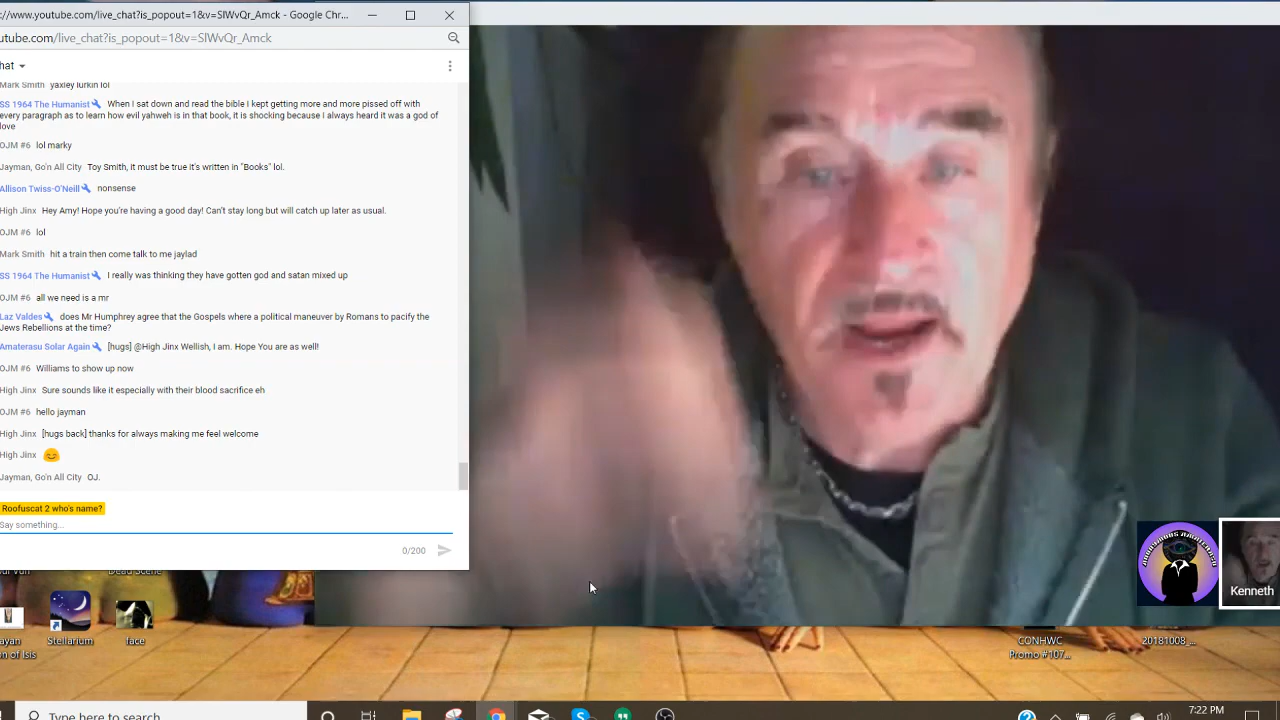 ://www.youtube.com/live_chat?is_popout=1&v=SlWvQr_Amck - Google Chr...
utube.com/live_chat?is_popout=1&v=SlWvQr_Amck
hat
Mark Smith yaxley lurkin lol
SS 1964 The Humanist When I sat down and read the bible I kept getting more and more pissed off with
every paragraph as to learn how evil yahweh is in that book, it is shocking because I always heard it was a god of
love
OJM #6 lol marky
Jayman, Go'n All City Toy Smith, it must be true it's written in "Books" lol.
Allison Twiss-O'Neill nonsense
High Jinx Hey Amy! Hope you're having a good day! Can't stay long but will catch up later as usual.
OJM #6 lol
Mark Smith hit a train then come talk to me jaylad
SS 1964 The Humanist I really was thinking they have gotten god and satan mixed up
OJM #6 all we need is a mr
Laz Valdes does Mr Humphrey agree that the Gospels where a political maneuver by Romans to pacify the
Jews Rebellions at the time?
Amaterasu Solar Again [hugs] @High Jinx Wellish, I am. Hope You are as well!
OJM #6 Williams to show up now
High Jinx Sure sounds like it especially with their blood sacrifice eh
OJM #6 hello jayman
High Jinx [hugs back] thanks for always making me feel welcome
High Jinx
Jayman, Go'n All City OJ.
Roofuscat 2 who's name?
Say something...
0/200
Kenneth
Dead Scene
ayan
on of Isis
Stellarium
face
CONHWC
Promo #107...
20181008_...
Type here to search
7:22 PM